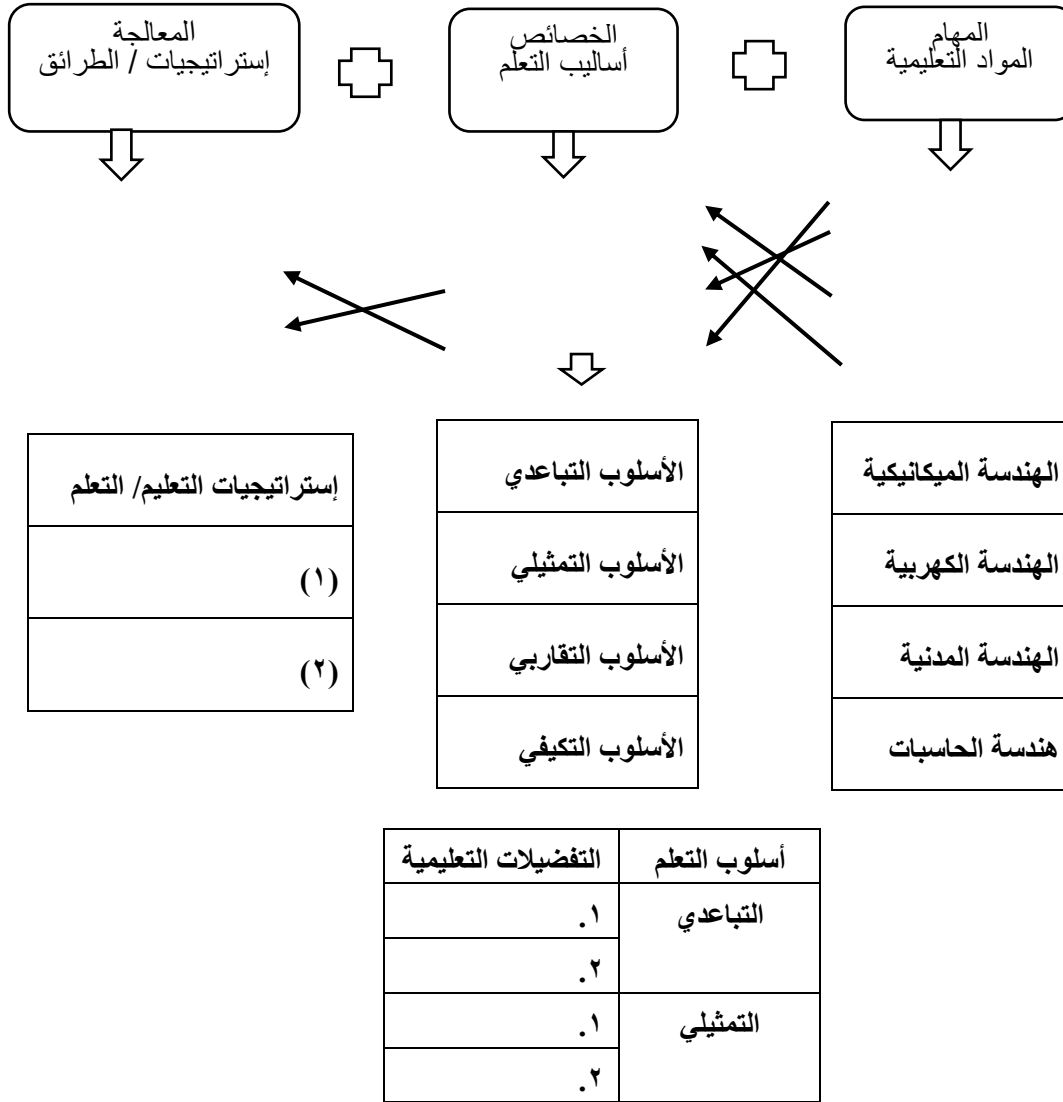 المهام
المواد التعليمية
الخصائص
أساليب التعلم
المعالجة
إستراتيجيات / الطرائق
الهندسة الميكانيكية
الهندسة الكهربية
الهندسة المدنية
هندسة الحاسبات
الأسلوب التباعدي
الأسلوب التمثيلي
الأسلوب التقاربي
الأسلوب التكيفي
إستراتيجيات التعليم/ التعلم
(١)
(٢)
أسلوب التعلم
التفضيلات التعليمية
التباعدي
١.
٢.
التمثيلي
١.
٢.